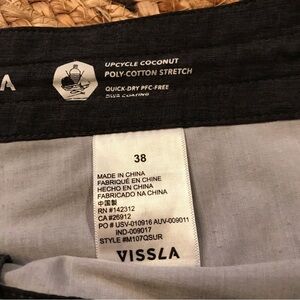 LA
UPCYCLE COCONUT
POLY-COTTON STRETCH
QUICK-DRY PFC-FREE
DWR COATING
38
MADE IN CHINA
FABRIQUÉ EN CHINE
HECHO EN CHINA
FABRICADO NA CHINA
中国製
RN #142312
CA #26912
PO # USV-010916 AUV-009011
IND-009017
STYLE #M107QSUR
VISSLA